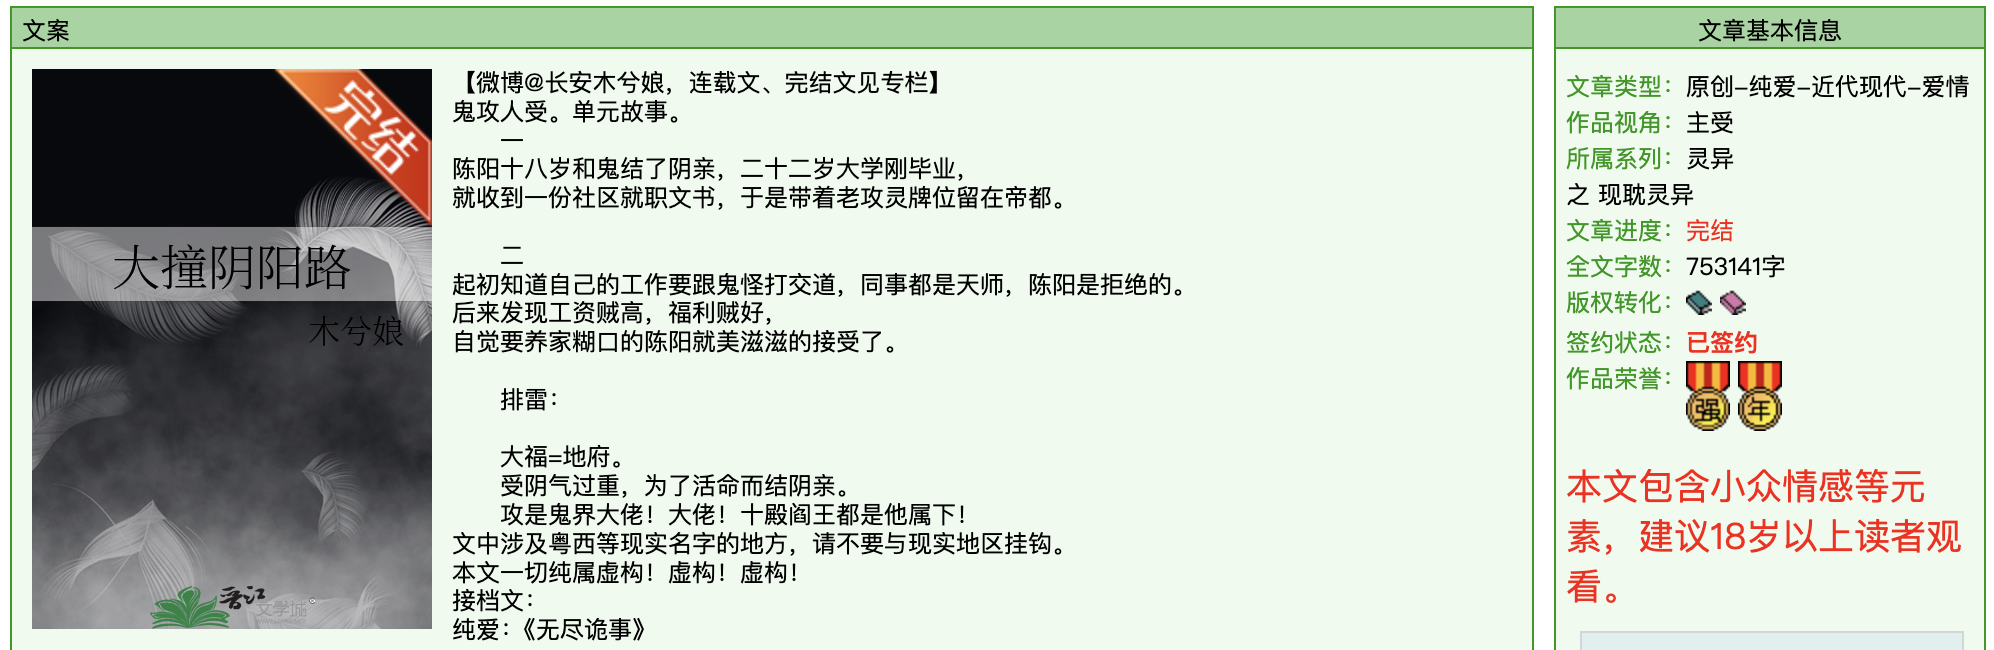 文案
完结
大撞阴阳路
木兮娘
晋江
文学城
【微博@长安木兮娘，连载文、完结文见专栏】
鬼攻人受。单元故事。
一
陈阳十八岁和鬼结了阴亲，二十二岁大学刚毕业，
就收到一份社区就职文书，于是带着老攻灵牌位留在帝都。
二
起初知道自己的工作要跟鬼怪打交道，同事都是天师，陈阳是拒绝的。
后来发现工资贼高，福利贼好，
自觉要养家糊口的陈阳就美滋滋的接受了。
排雷：
大福=地府。
受阴气过重，为了活命而结阴亲。
攻是鬼界大佬！大佬！十殿阎王都是他属下！
文中涉及粤西等现实名字的地方，请不要与现实地区挂钩。
本文一切纯属虚构！虚构！虚构！
接档文：
纯爱：《无尽诡事》
文章基本信息
文章类型：原创-纯爱-近代现代-爱情
作品视角：主受
所属系列：灵异
之 现耽灵异
文章进度：完结
全文字数：753141字
版权转化：
签约状态：已签约
作品荣誉：
强 年
本文包含小众情感等元
素，建议18岁以上读者观
看。